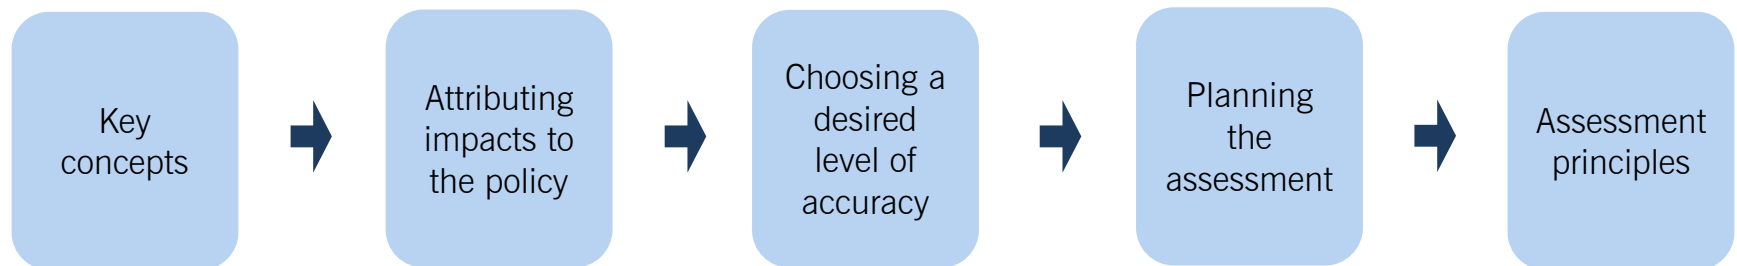 Key
concepts
Attributing
impacts to
the policy
Choosing a
desired
level of
accuracy
Planning
the
assessment
Assessment
principles